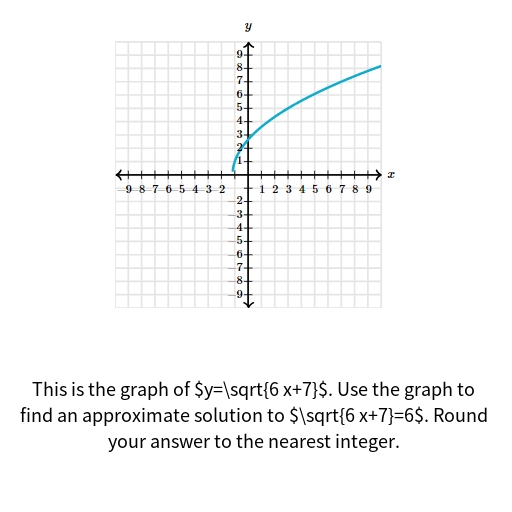 y
9
8
7
6
5
4
3
2
1
x
-9 -8 -7 -6 -5 -4 -3 -2 1 2 3 4 5 6 7 8 9
-2
-3
-4
-5
-6
-7
-8
-9
This is the graph of $y=\sqrt{6 x+7}$. Use the graph to
find an approximate solution to $\sqrt{6 x+7}=6$. Round
your answer to the nearest integer.